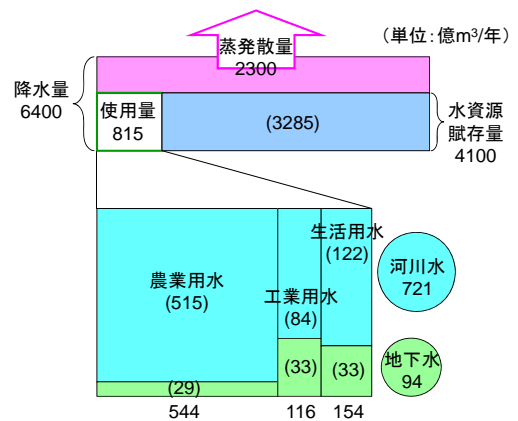 蒸発散量
2300
(単位:億m³/年)
降水量
6400
使用量
815
(3285)
水資源
賦存量
4100
農業用水
(515)
工業用水
(84)
生活用水
(122)
河川水
721
(29)
(33)
(33)
地下水
94
544
116
154